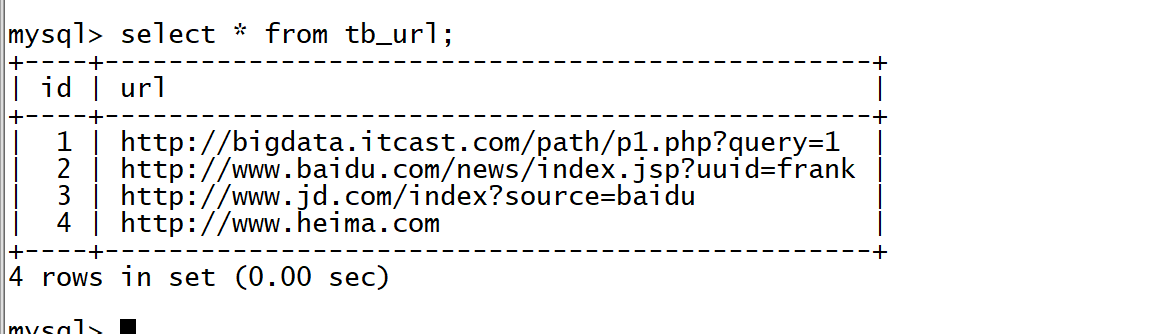 mysql> select * from tb_url;
+----+------------------------------------------------+
| id | url                                            |
+----+------------------------------------------------+
|  1 | http://bigdata.itcast.com/path/p1.php?query=1  |
|  2 | http://www.baidu.com/news/index.jsp?uuid=frank |
|  3 | http://www.jd.com/index?source=baidu           |
|  4 | http://www.heima.com                           |
+----+------------------------------------------------+
4 rows in set (0.00 sec)
mysql>